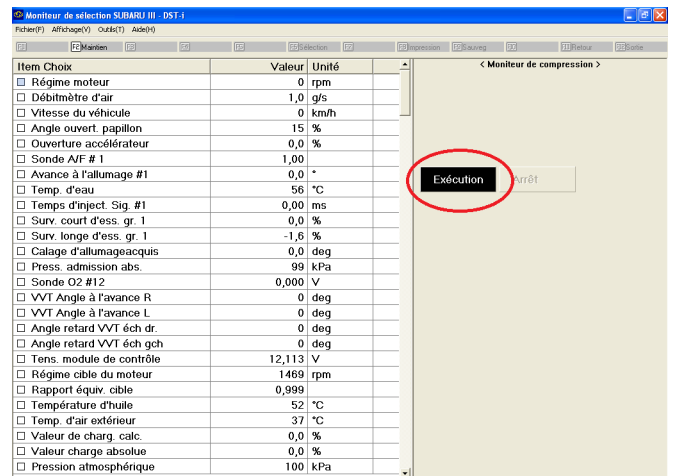 Moniteur de sélection SUBARU III - DST-i
Fichier(F) Affichage(V) Outils(T) Aide(H)
F2 Maintien Sélection Impression Sauveg Retour Sortie
Item Choix Valeur Unité
Régime moteur 0 rpm
Débitmètre d'air 1,0 g/s
Vitesse du véhicule 0 km/h
Angle ouvert. papillon 15 %
Ouverture accélérateur 0,0 %
Sonde A/F # 1 1,00
Avance à l'allumage #1 0,0 °
Temp. d'eau 56 °C
Temps d'inject. Sig. #1 0,00 ms
Surv. court d'ess. gr. 1 0,0 %
Surv. longe d'ess. gr. 1 -1,6 %
Calage d'allumageacquis 0,0 deg
Press. admission abs. 99 kPa
Sonde O2 #12 0,000 V
VVT Angle à l'avance R 0 deg
VVT Angle à l'avance L 0 deg
Angle retard VVT éch dr. 0 deg
Angle retard VVT éch gch 0 deg
Tens. module de contrôle 12,113 V
Régime cible du moteur 1469 rpm
Rapport équiv. cible 0,999
Température d'huile 52 °C
Temp. d'air extérieur 37 °C
Valeur de charg. calc. 0,0 %
Valeur charge absolue 0,0 %
Pression atmosphérique 100 kPa
< Moniteur de compression >
Exécution Arrêt